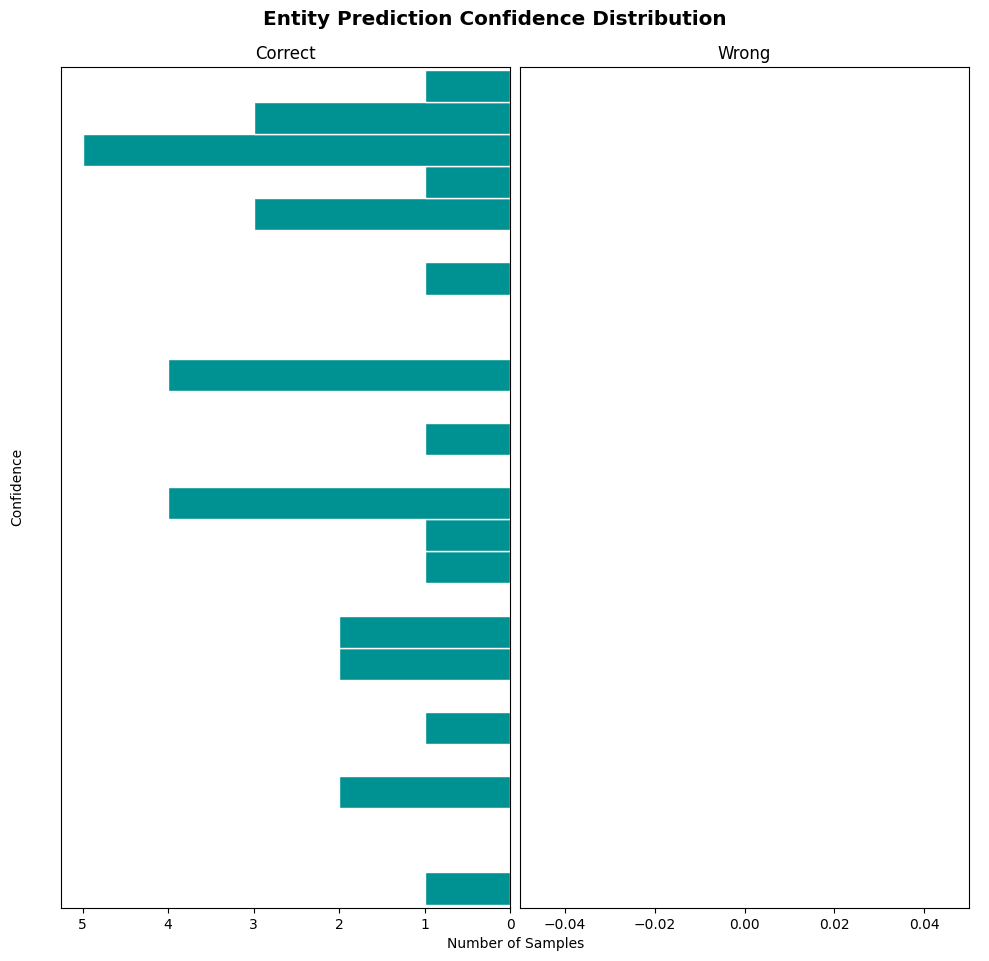 Entity Prediction Confidence Distribution
Correct
Wrong
Confidence
5 4 3 2 1 0
−0.04 −0.02 0.00 0.02 0.04
Number of Samples